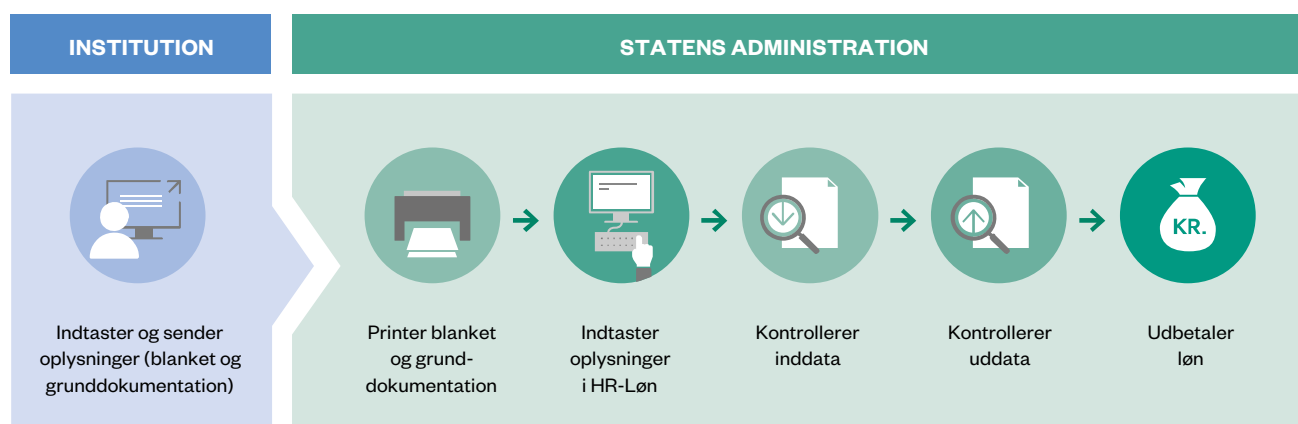 INSTITUTION
STATENS ADMINISTRATION
Indtaster og sender
oplysninger (blanket og
grunddokumentation)
Printer blanket
og grund-
dokumentation
Indtaster
oplysninger
i HR-Løn
Kontrollerer
inddata
Kontrollerer
uddata
KR.
Udbetaler
løn